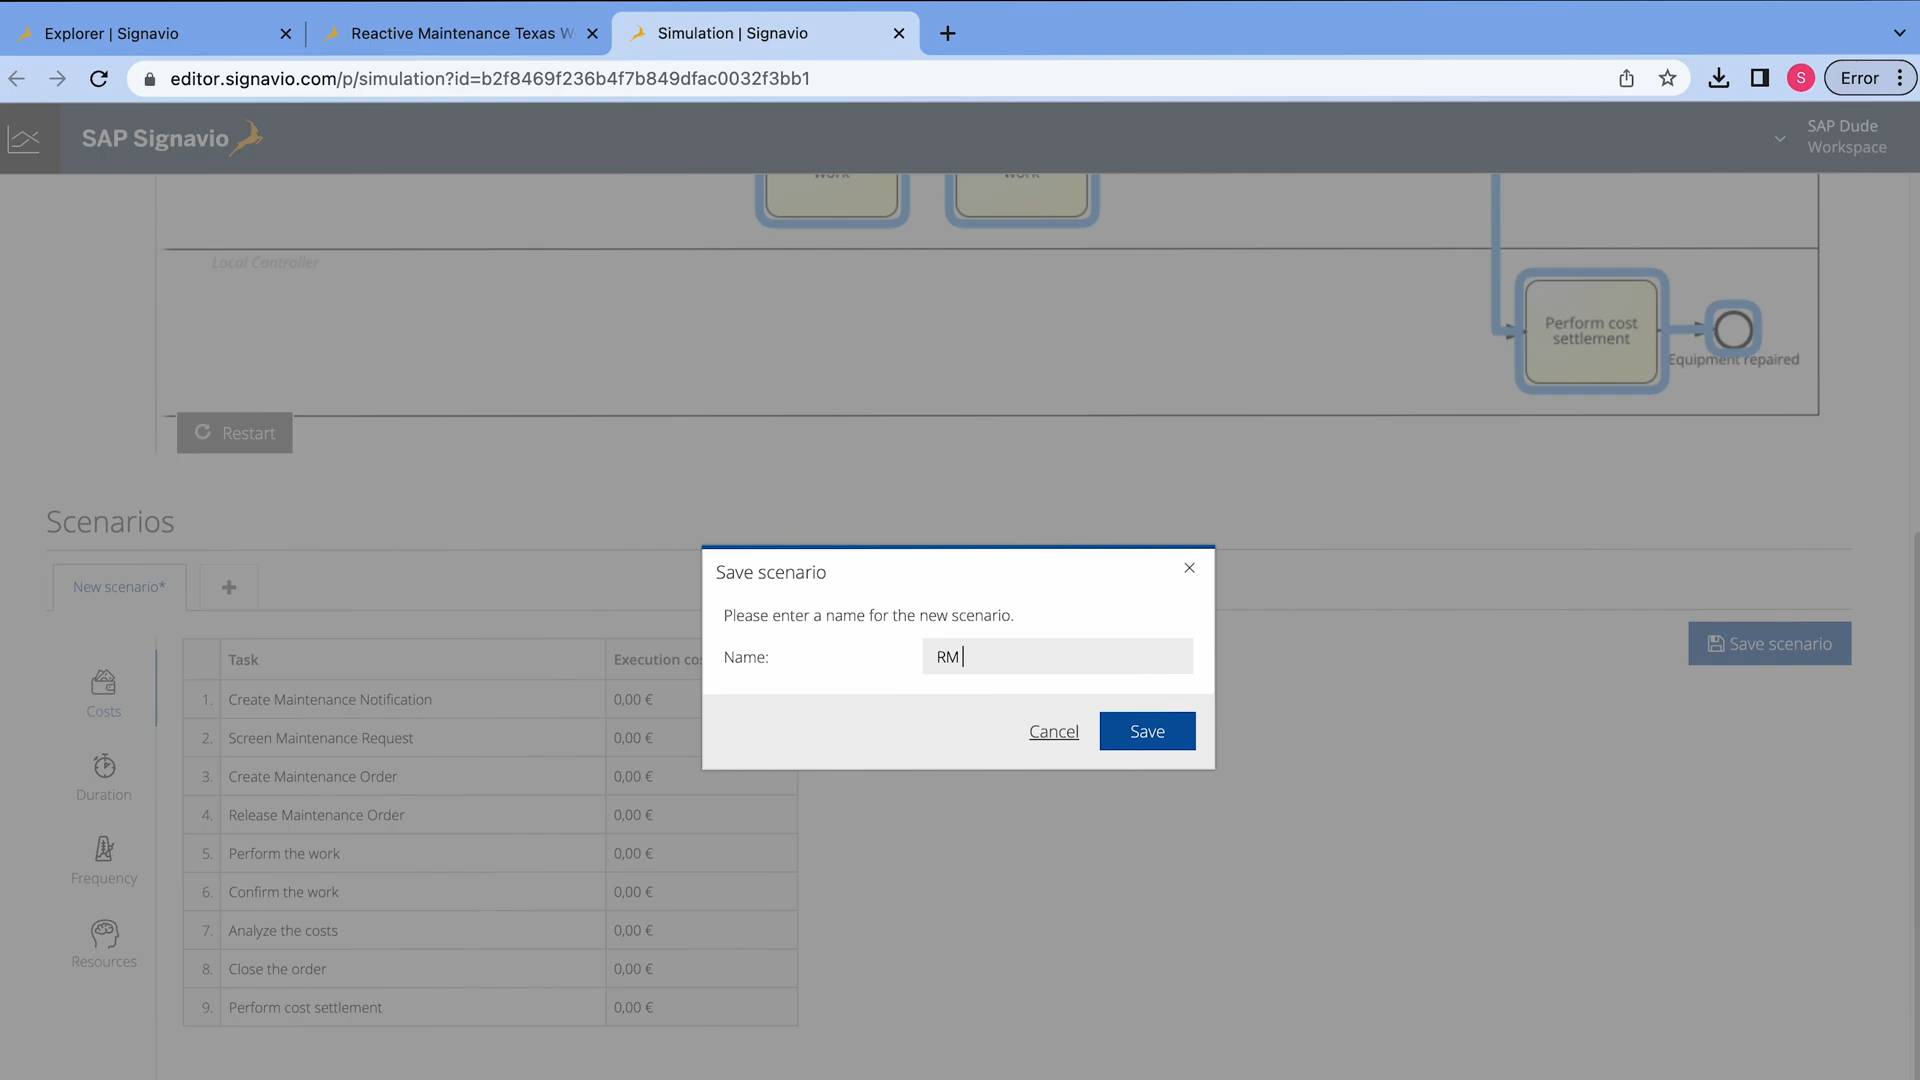 Explorer | Signavio
Reactive Maintenance Texas W
Simulation | Signavio
editor.signavio.com/p/simulation?id=b2f8469f236b4f7b849dfac0032f3bb1
S
Error
SAP Signavio
SAP Dude
Workspace
work
work
Local Controller
Perform cost
settlement
Equipment repaired
Restart
Scenarios
New scenario*
Save scenario
Please enter a name for the new scenario.
Name:
RM
Cancel
Save
Save scenario
Costs
Duration
Frequency
Resources
Task
Execution cos
1. Create Maintenance Notification 0,00 €
2. Screen Maintenance Request 0,00 €
3. Create Maintenance Order 0,00 €
4. Release Maintenance Order 0,00 €
5. Perform the work 0,00 €
6. Confirm the work 0,00 €
7. Analyze the costs 0,00 €
8. Close the order 0,00 €
9. Perform cost settlement 0,00 €